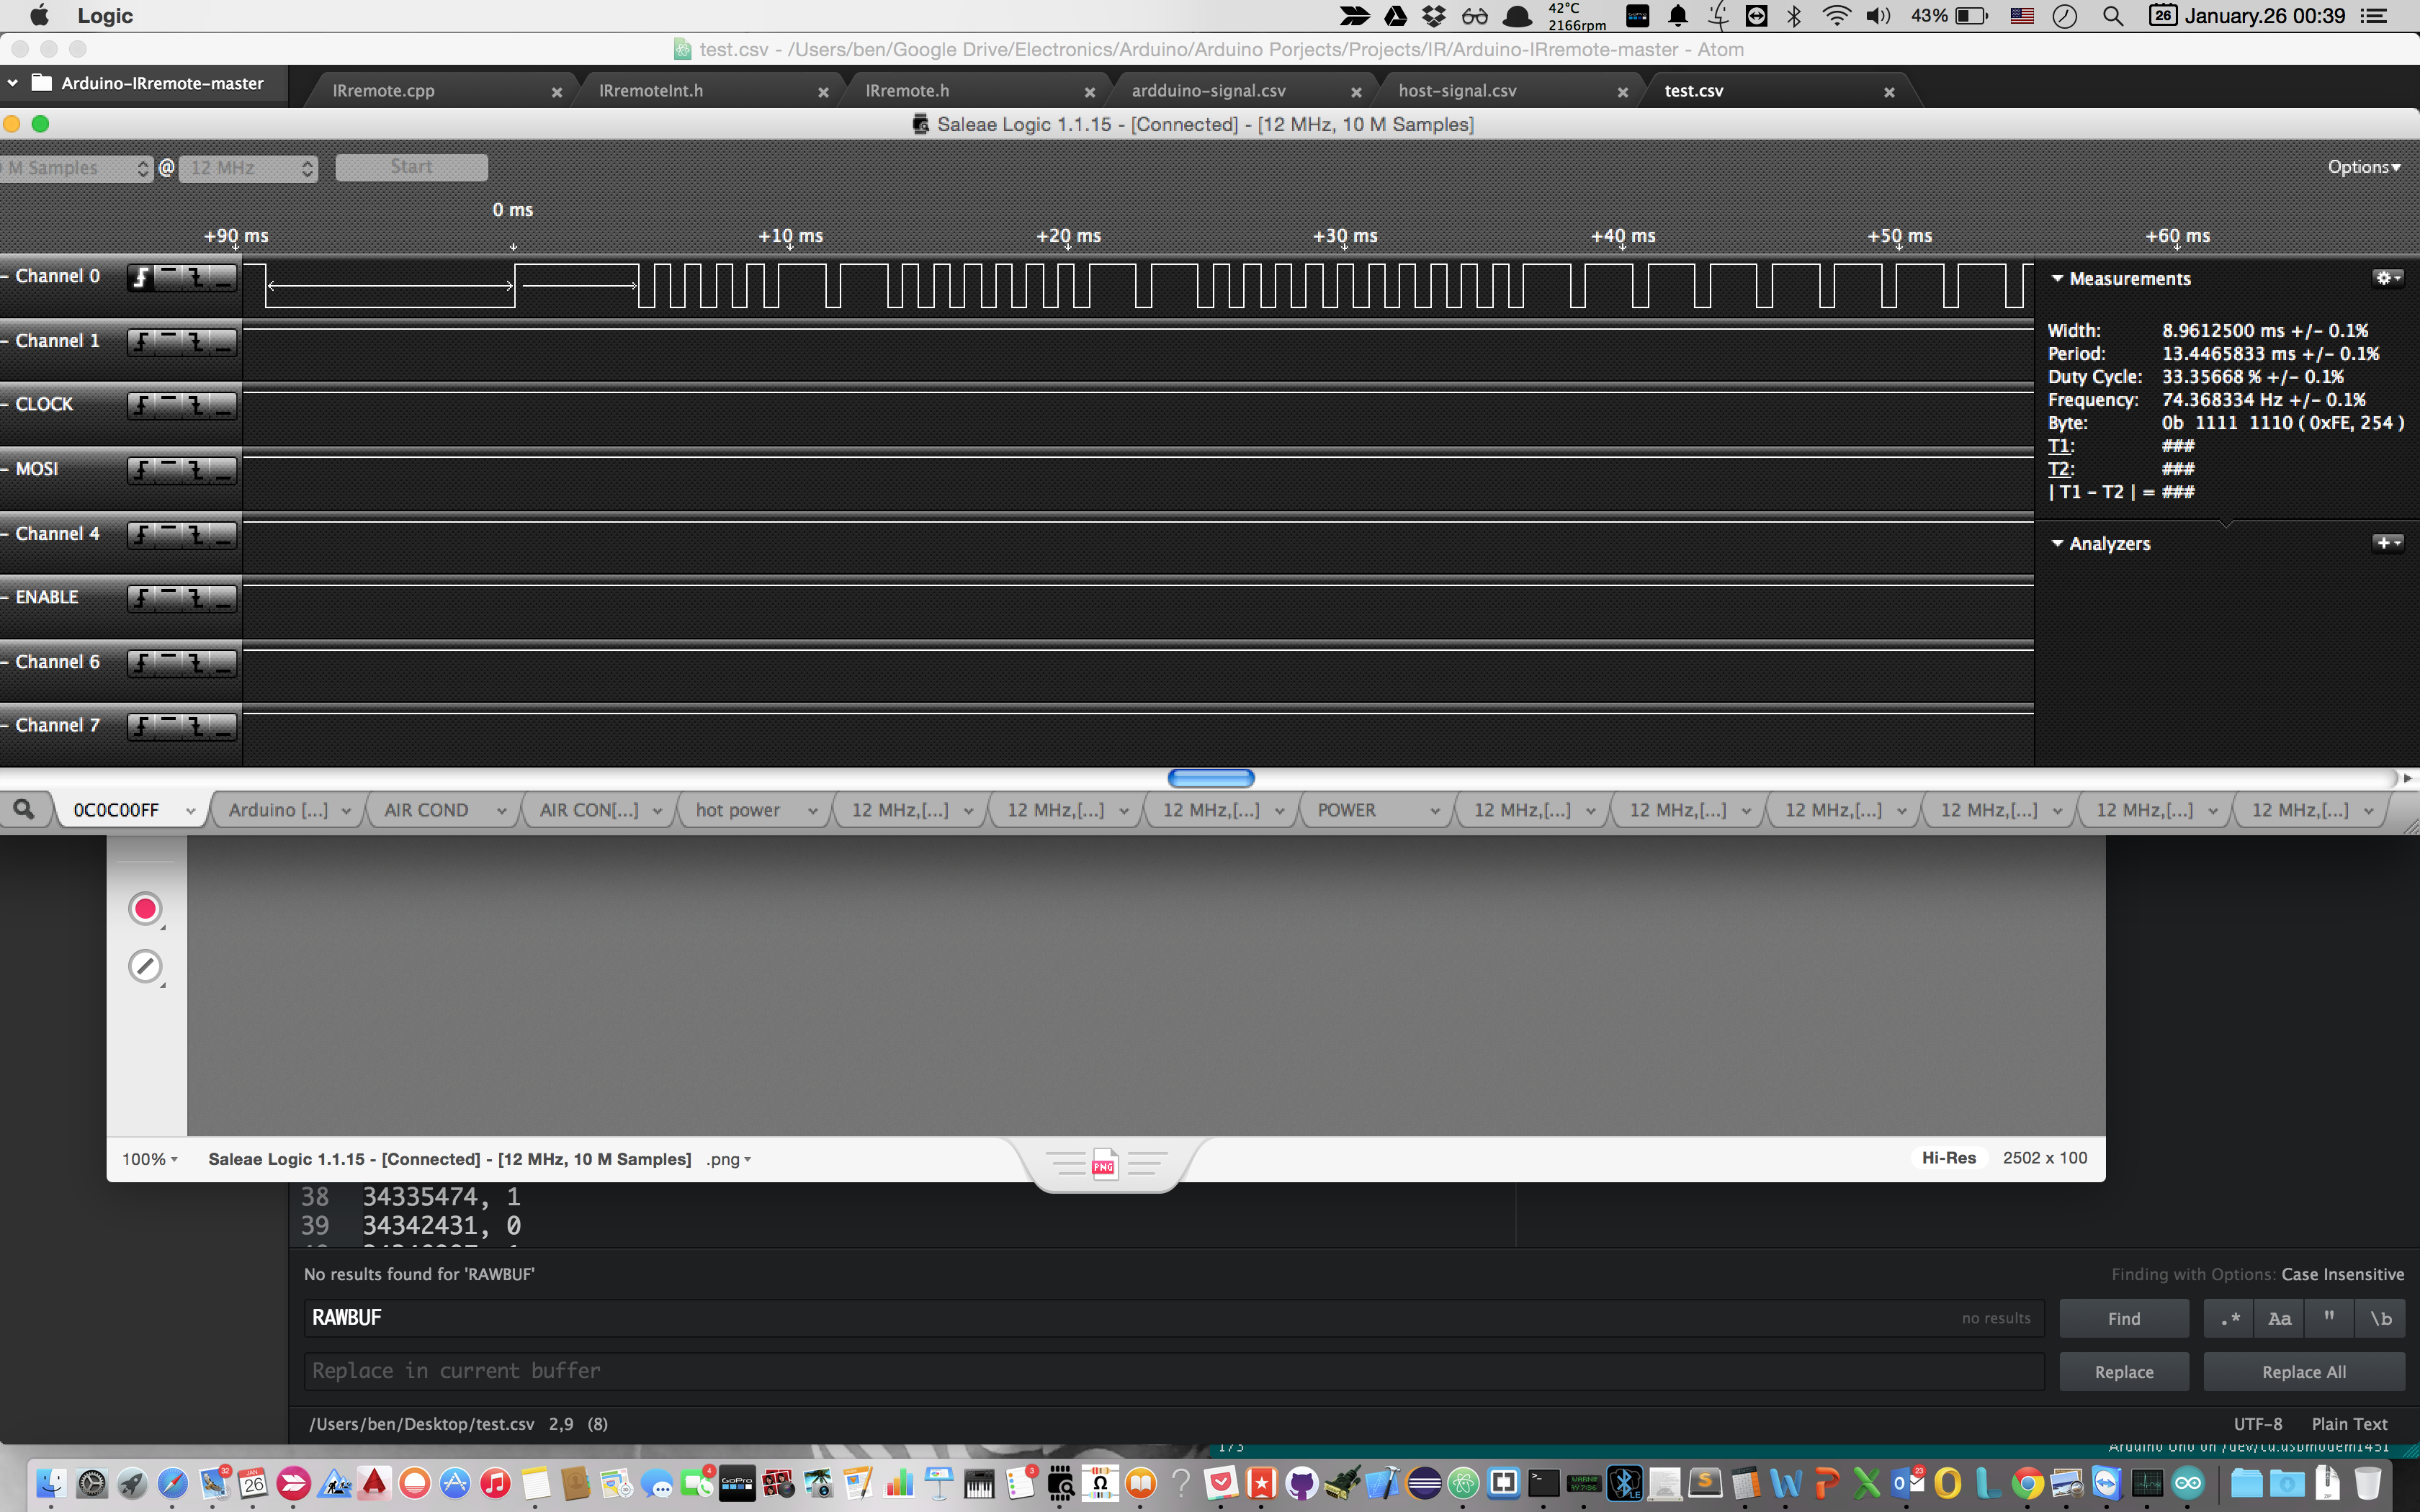 Logic
42°C
2166rpm
43%
26 January.26 00:39
test.csv - /Users/ben/Google Drive/Electronics/Arduino/Arduino Porjects/Projects/IR/Arduino-IRremote-master - Atom
Arduino-IRremote-master
IRremote.cpp IRremoteInt.h IRremote.h ardduino-signal.csv host-signal.csv test.csv
Saleae Logic 1.1.15 - [Connected] - [12 MHz, 10 M Samples]
M Samples @ 12 MHz Start Options
0 ms
+90 ms +10 ms +20 ms +30 ms +40 ms +50 ms +60 ms
Channel 0
Channel 1
CLOCK
MOSI
Channel 4
ENABLE
Channel 6
Channel 7
Measurements
Width: 8.9612500 ms +/- 0.1%
Period: 13.4465833 ms +/- 0.1%
Duty Cycle: 33.35668 % +/- 0.1%
Frequency: 74.368334 Hz +/- 0.1%
Byte: 0b 1111 1110 ( 0xFE, 254 )
T1: ###
T2: ###
| T1 - T2 | = ###
Analyzers
0C0C00FF Arduino [...] AIR COND AIR CON[...] hot power 12 MHz,[...] 12 MHz,[...] 12 MHz,[...] POWER 12 MHz,[...] 12 MHz,[...] 12 MHz,[...] 12 MHz,[...] 12 MHz,[...] 12 MHz,[...]
100% Saleae Logic 1.1.15 - [Connected] - [12 MHz, 10 M Samples] .png PNG Hi-Res 2502 x 100
38 34335474, 1
39 34342431, 0
No results found for 'RAWBUF' Finding with Options: Case Insensitive
RAWBUF no results Find .* Aa " \b
Replace in current buffer Replace Replace All
/Users/ben/Desktop/test.csv 2,9 (8) UTF-8 Plain Text